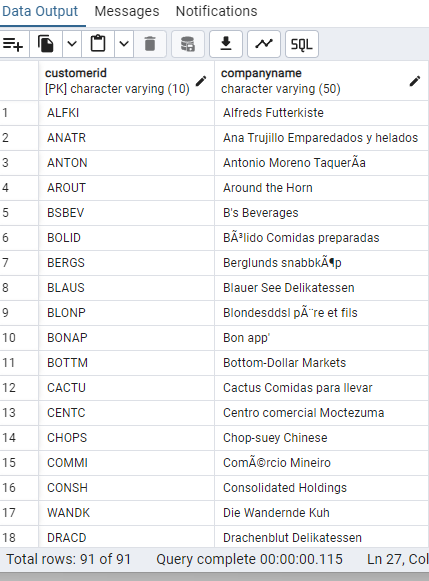 Data Output Messages Notifications
SQL
customerid companyname
[PK] character varying (10) character varying (50)
1 ALFKI Alfreds Futterkiste
2 ANATR Ana Trujillo Emparedados y helados
3 ANTON Antonio Moreno TaquerÃa
4 AROUT Around the Horn
5 BSBEV B's Beverages
6 BOLID BÃ³lido Comidas preparadas
7 BERGS Berglunds snabbkÃ¶p
8 BLAUS Blauer See Delikatessen
9 BLONP Blondesddsl pÃ¨re et fils
10 BONAP Bon app'
11 BOTTM Bottom-Dollar Markets
12 CACTU Cactus Comidas para llevar
13 CENTC Centro comercial Moctezuma
14 CHOPS Chop-suey Chinese
15 COMMI ComÃ©rcio Mineiro
16 CONSH Consolidated Holdings
17 WANDK Die Wandernde Kuh
18 DRACD Drachenblut Delikatessen
Total rows: 91 of 91 Query complete 00:00:00.115 Ln 27, Col